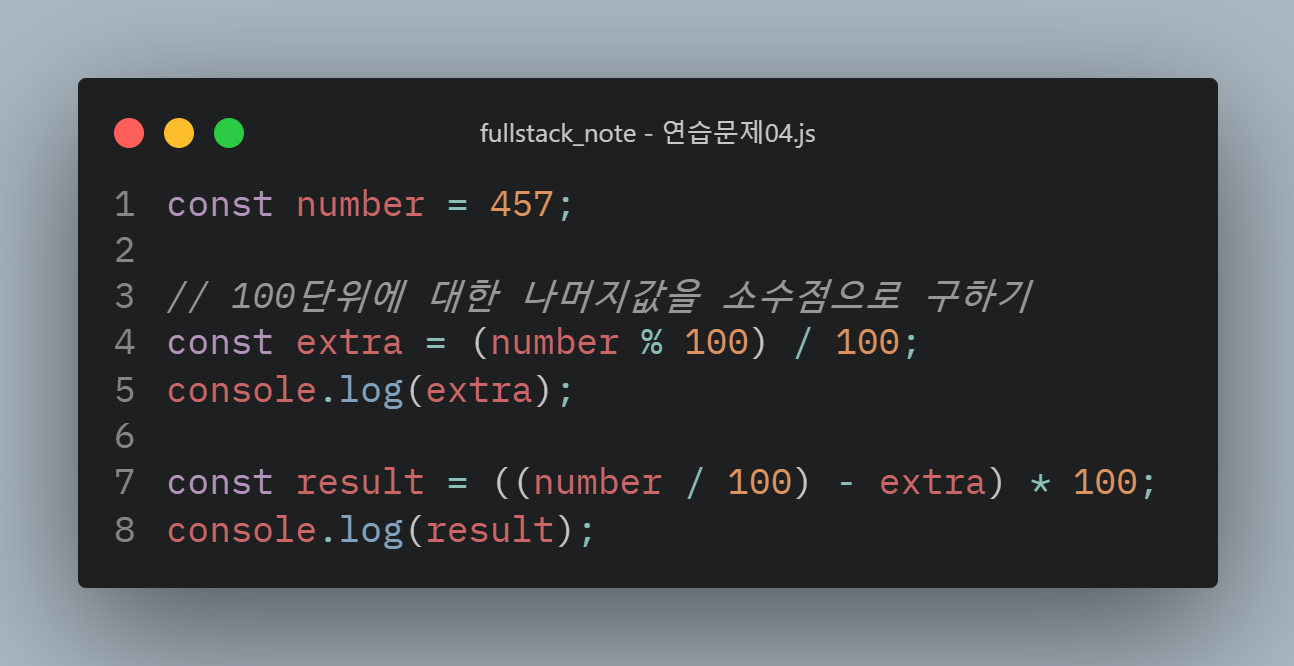 fullstack_note - 연습문제04.js
1 const number = 457;
2
3 // 100단위에 대한 나머지값을 소수점으로 구하기
4 const extra = (number % 100) / 100;
5 console.log(extra);
6
7 const result = ((number / 100) - extra) * 100;
8 console.log(result);